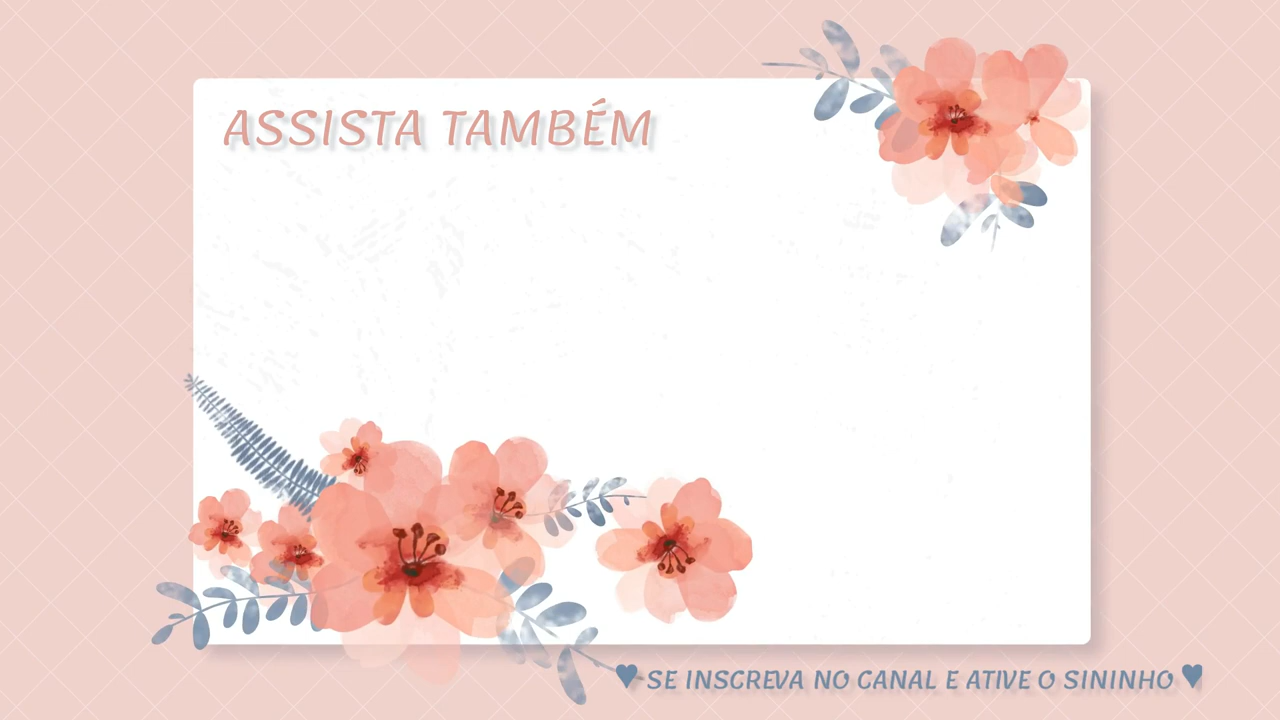 ASSISTA TAMBÉM
♥SE INSCREVA NO CANAL E ATIVE O SININHO ♥